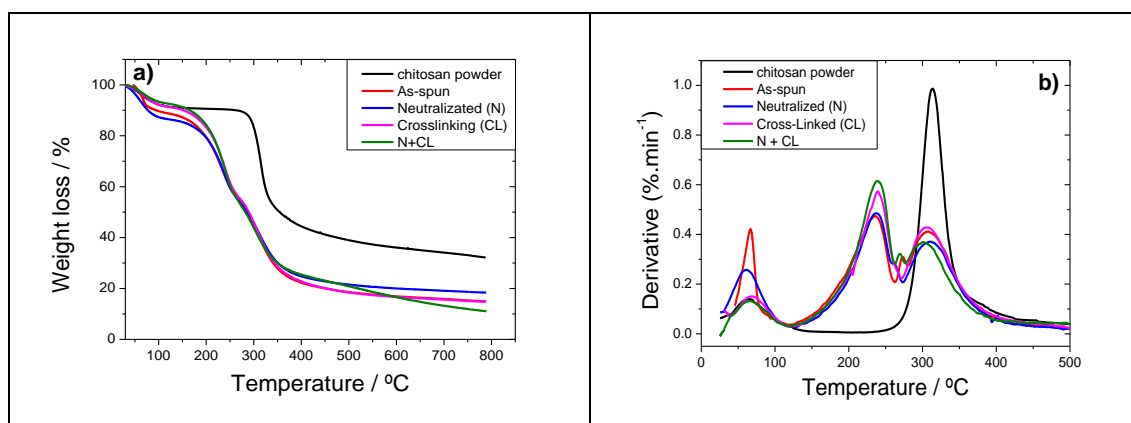 a)
chitosan powder
As-spun
Neutralizated (N)
Crosslinking (CL)
N+CL
100
80
60
40
20
0
Weight loss / %
100 200 300 400 500 600 700 800
Temperature / ºC
b)
chitosan powder
As-spun
Neutralized (N)
Cross-Linked (CL)
N + CL
1.0
0.8
0.6
0.4
0.2
0.0
Derivative (%.min⁻¹)
0 100 200 300 400 500
Temperature / ºC